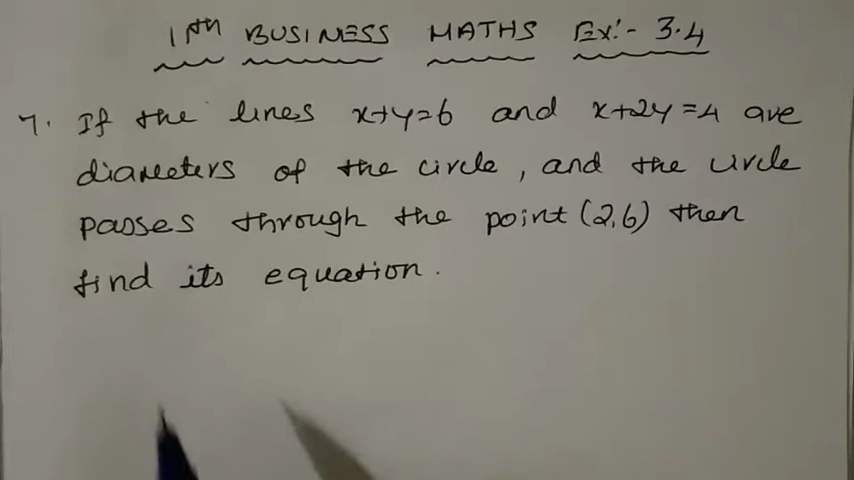 11th BUSINESS MATHS Ex:- 3.4
7. If the lines x+y=6 and x+2y=4 are
diameters of the circle, and the circle
passes through the point (2,6) then
find its equation.